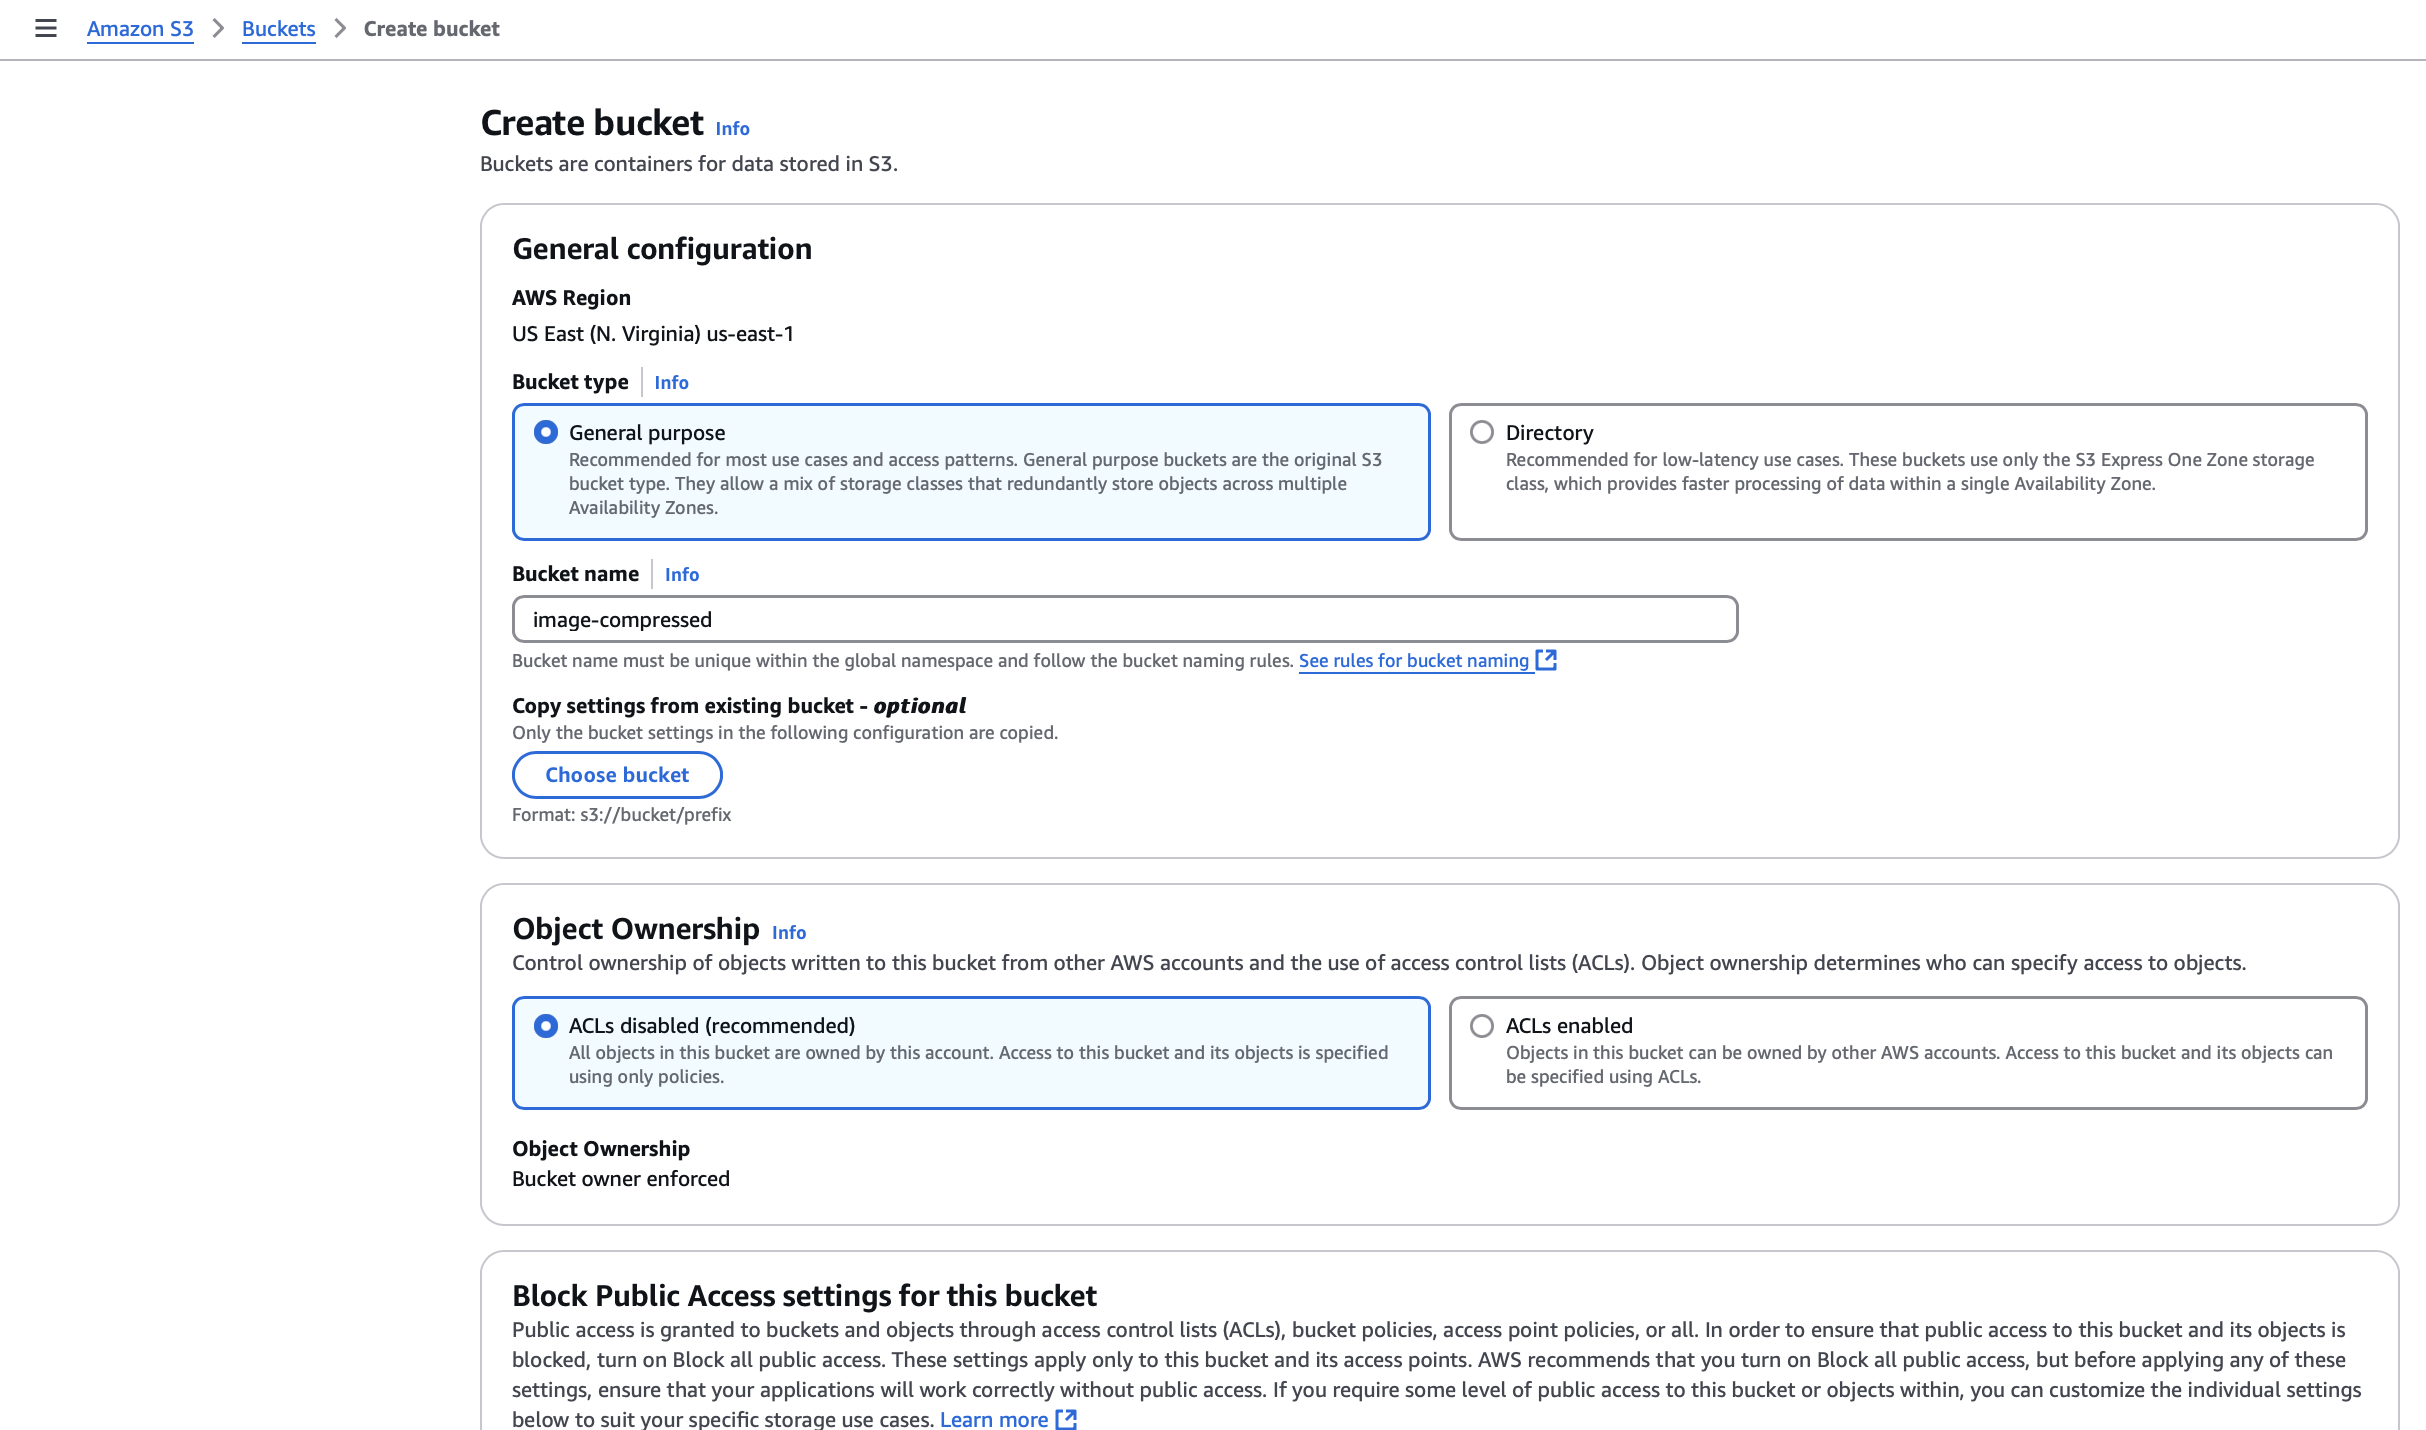 Amazon S3 > Buckets > Create bucket
Create bucket Info
Buckets are containers for data stored in S3.
General configuration
AWS Region
US East (N. Virginia) us-east-1
Bucket type Info
General purpose
Recommended for most use cases and access patterns. General purpose buckets are the original S3
bucket type. They allow a mix of storage classes that redundantly store objects across multiple
Availability Zones.
Directory
Recommended for low-latency use cases. These buckets use only the S3 Express One Zone storage
class, which provides faster processing of data within a single Availability Zone.
Bucket name Info
image-compressed
Bucket name must be unique within the global namespace and follow the bucket naming rules. See rules for bucket naming
Copy settings from existing bucket - optional
Only the bucket settings in the following configuration are copied.
Choose bucket
Format: s3://bucket/prefix
Object Ownership Info
Control ownership of objects written to this bucket from other AWS accounts and the use of access control lists (ACLs). Object ownership determines who can specify access to objects.
ACLs disabled (recommended)
All objects in this bucket are owned by this account. Access to this bucket and its objects is specified
using only policies.
ACLs enabled
Objects in this bucket can be owned by other AWS accounts. Access to this bucket and its objects can
be specified using ACLs.
Object Ownership
Bucket owner enforced
Block Public Access settings for this bucket
Public access is granted to buckets and objects through access control lists (ACLs), bucket policies, access point policies, or all. In order to ensure that public access to this bucket and its objects is
blocked, turn on Block all public access. These settings apply only to this bucket and its access points. AWS recommends that you turn on Block all public access, but before applying any of these
settings, ensure that your applications will work correctly without public access. If you require some level of public access to this bucket or objects within, you can customize the individual settings
below to suit your specific storage use cases. Learn more